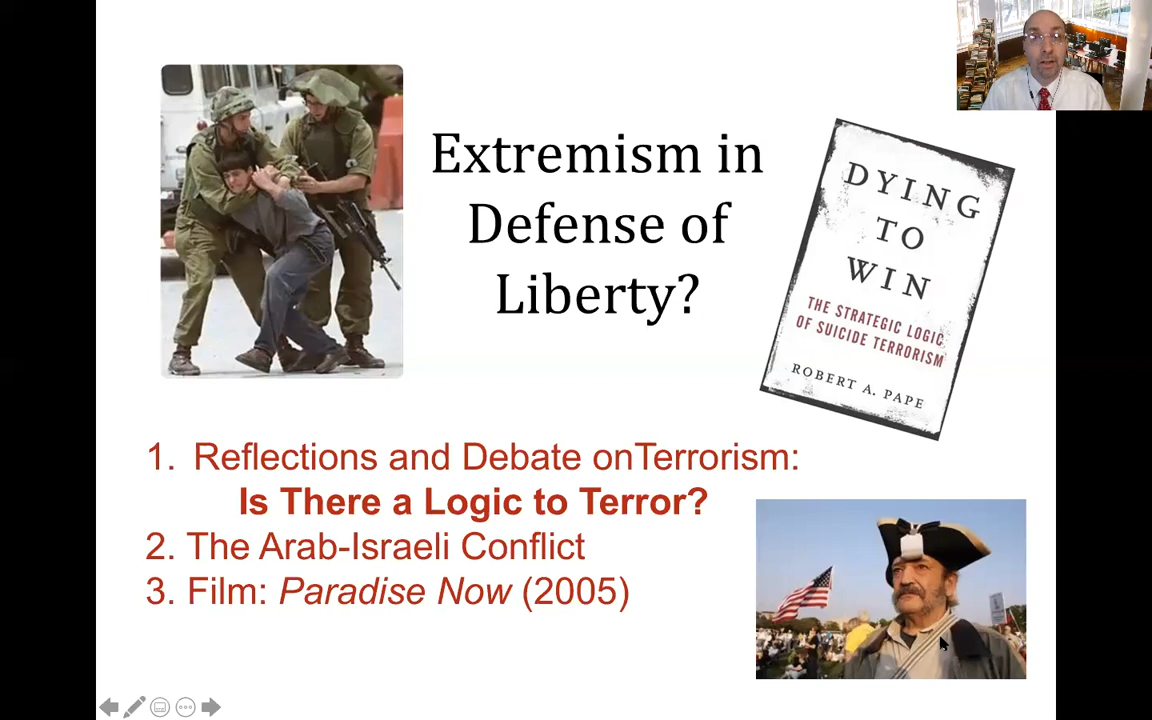 Extremism in
Defense of
Liberty?
DYING
TO
WIN
THE STRATEGIC LOGIC
OF SUICIDE TERRORISM
ROBERT A. PAPE
1. Reflections and Debate onTerrorism:
Is There a Logic to Terror?
2. The Arab-Israeli Conflict
3. Film: Paradise Now (2005)